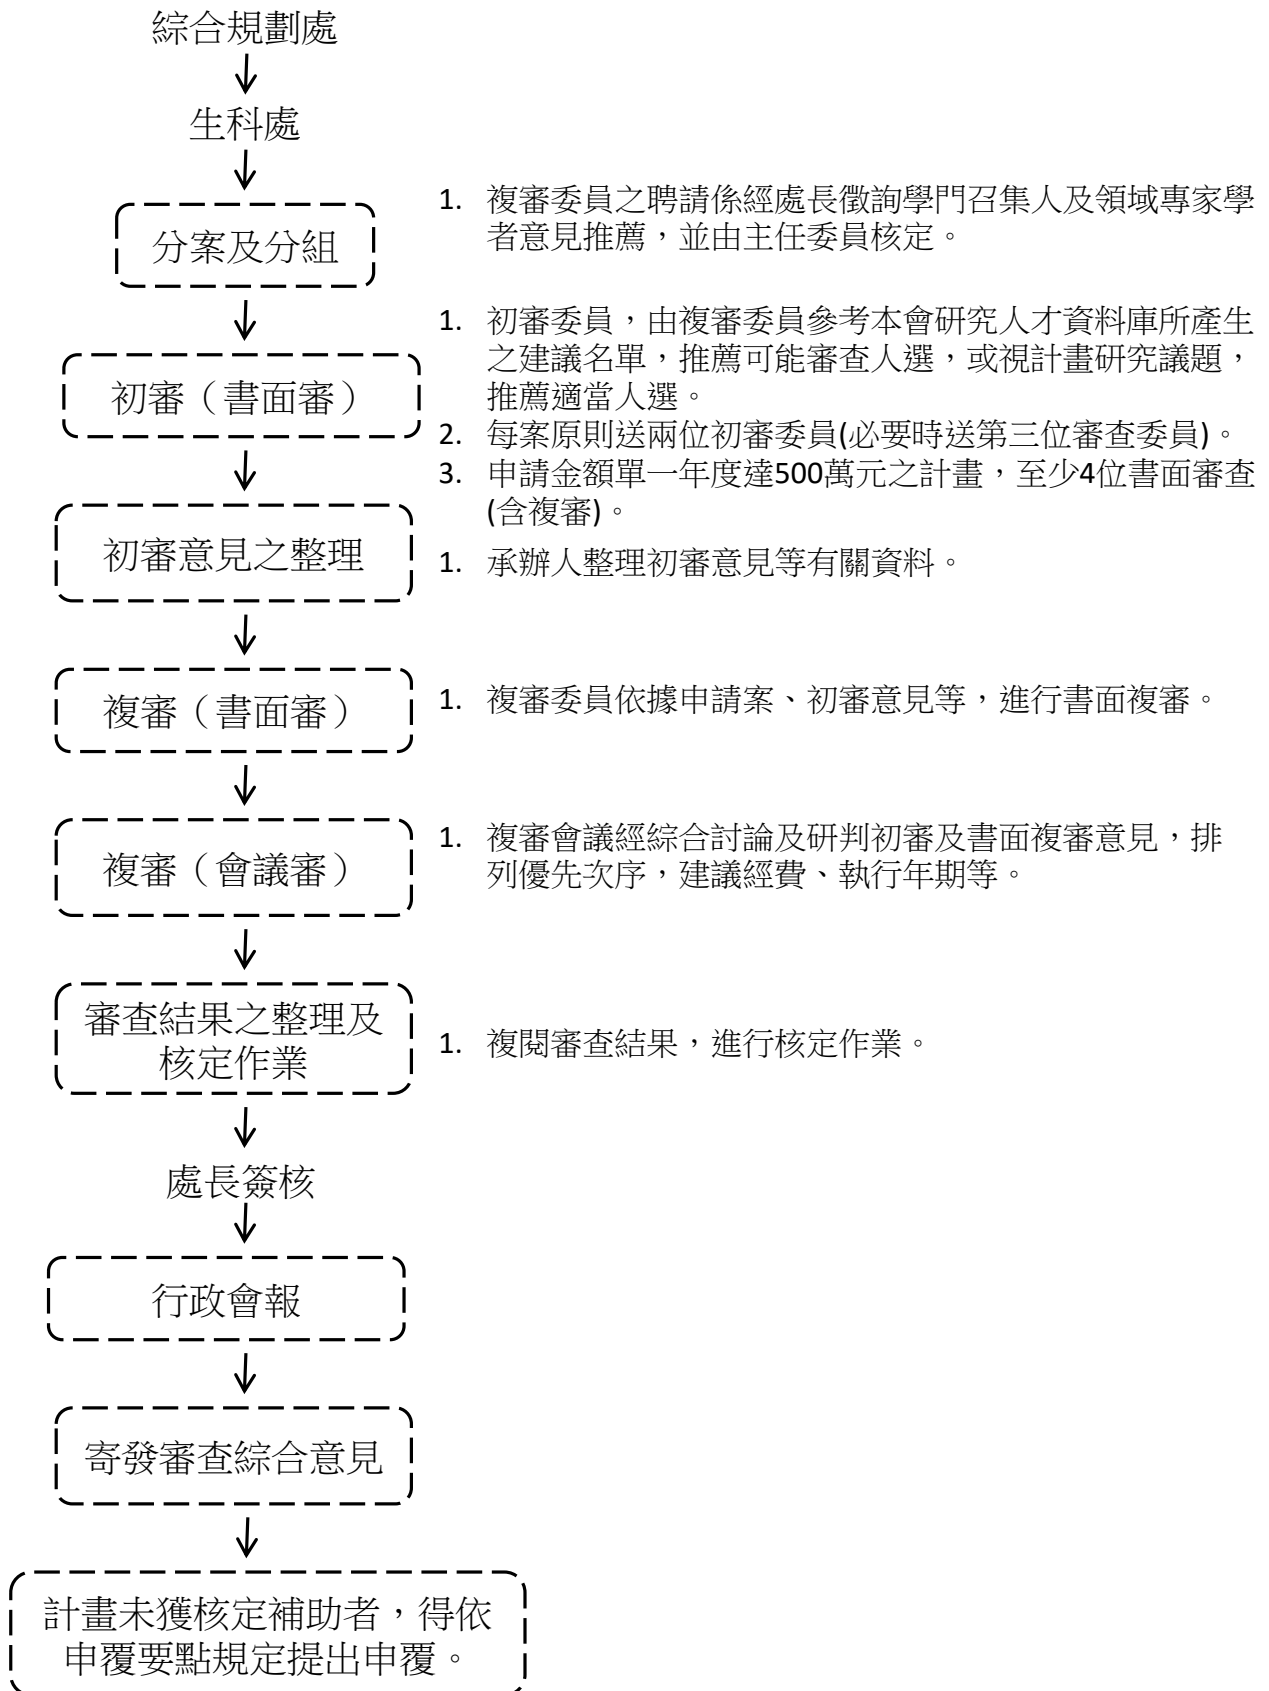 綜合規劃處
生科處
分案及分組
1. 複審委員之聘請係經處長徵詢學門召集人及領域專家學
者意見推薦，並由主任委員核定。
初審（書面審）
1. 初審委員，由複審委員參考本會研究人才資料庫所產生
之建議名單，推薦可能審查人選，或視計畫研究議題，
推薦適當人選。
2. 每案原則送兩位初審委員(必要時送第三位審查委員)。
3. 申請金額單一年度達500萬元之計畫，至少4位書面審查
(含複審)。
初審意見之整理
1. 承辦人整理初審意見等有關資料。
複審（書面審）
1. 複審委員依據申請案、初審意見等，進行書面複審。
複審（會議審）
1. 複審會議經綜合討論及研判初審及書面複審意見，排
列優先次序，建議經費、執行年期等。
審查結果之整理及
核定作業
1. 複閱審查結果，進行核定作業。
處長簽核
行政會報
寄發審查綜合意見
計畫未獲核定補助者，得依
申覆要點規定提出申覆。